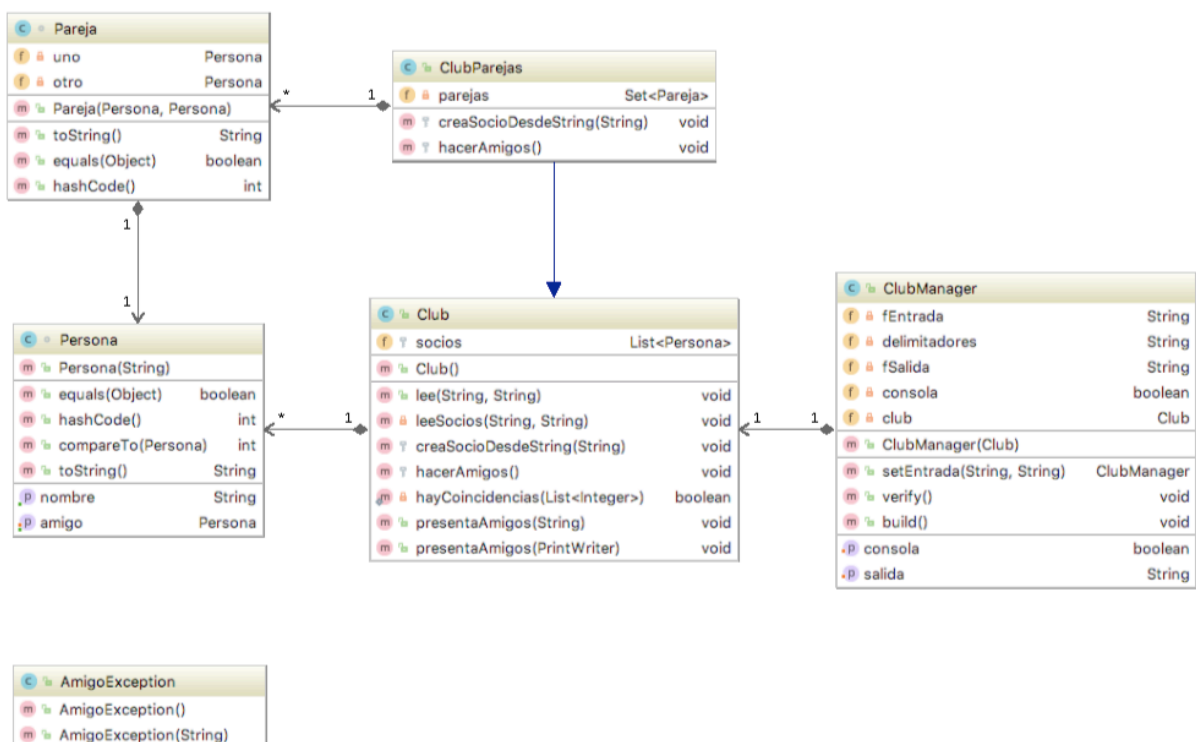 Pareja
uno Persona
otro Persona
Pareja(Persona, Persona)
toString() String
equals(Object) boolean
hashCode() int
* 1
ClubParejas
parejas Set<Pareja>
creaSocioDesdeString(String) void
hacerAmigos() void
1
1
Persona
Persona(String)
equals(Object) boolean
hashCode() int
compareTo(Persona) int
toString() String
nombre String
amigo Persona
* 1
Club
socios List<Persona>
Club()
lee(String, String) void
leeSocios(String, String) void
creaSocioDesdeString(String) void
hacerAmigos() void
hayCoincidencias(List<Integer>) boolean
presentaAmigos(String) void
presentaAmigos(PrintWriter) void
1 1
ClubManager
fEntrada String
delimitadores String
fSalida String
consola boolean
club Club
ClubManager(Club)
setEntrada(String, String) ClubManager
verify() void
build() void
consola boolean
salida String
AmigoException
AmigoException()
AmigoException(String)